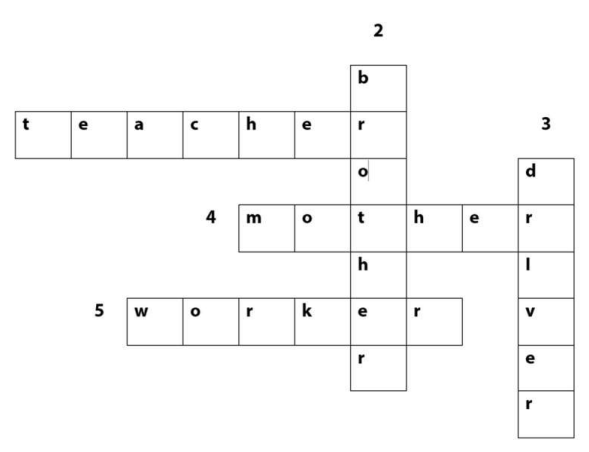 2
b
t e a c h e r 3
o d
4 m o t h e r
h l
5 w o r k e r v
r e
r